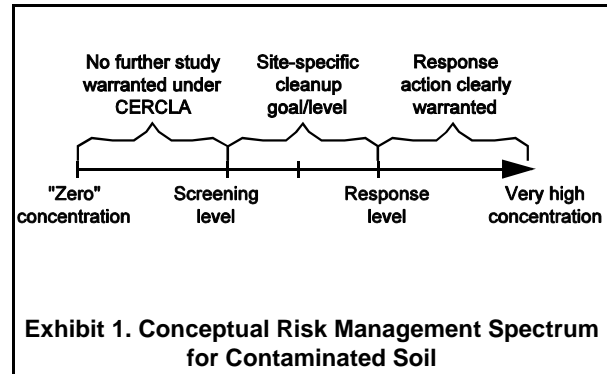 No further study
warranted under
CERCLA
Site-specific
cleanup
goal/level
Response
action clearly
warranted
"Zero"
concentration
Screening
level
Response
level
Very high
concentration
Exhibit 1. Conceptual Risk Management Spectrum
for Contaminated Soil